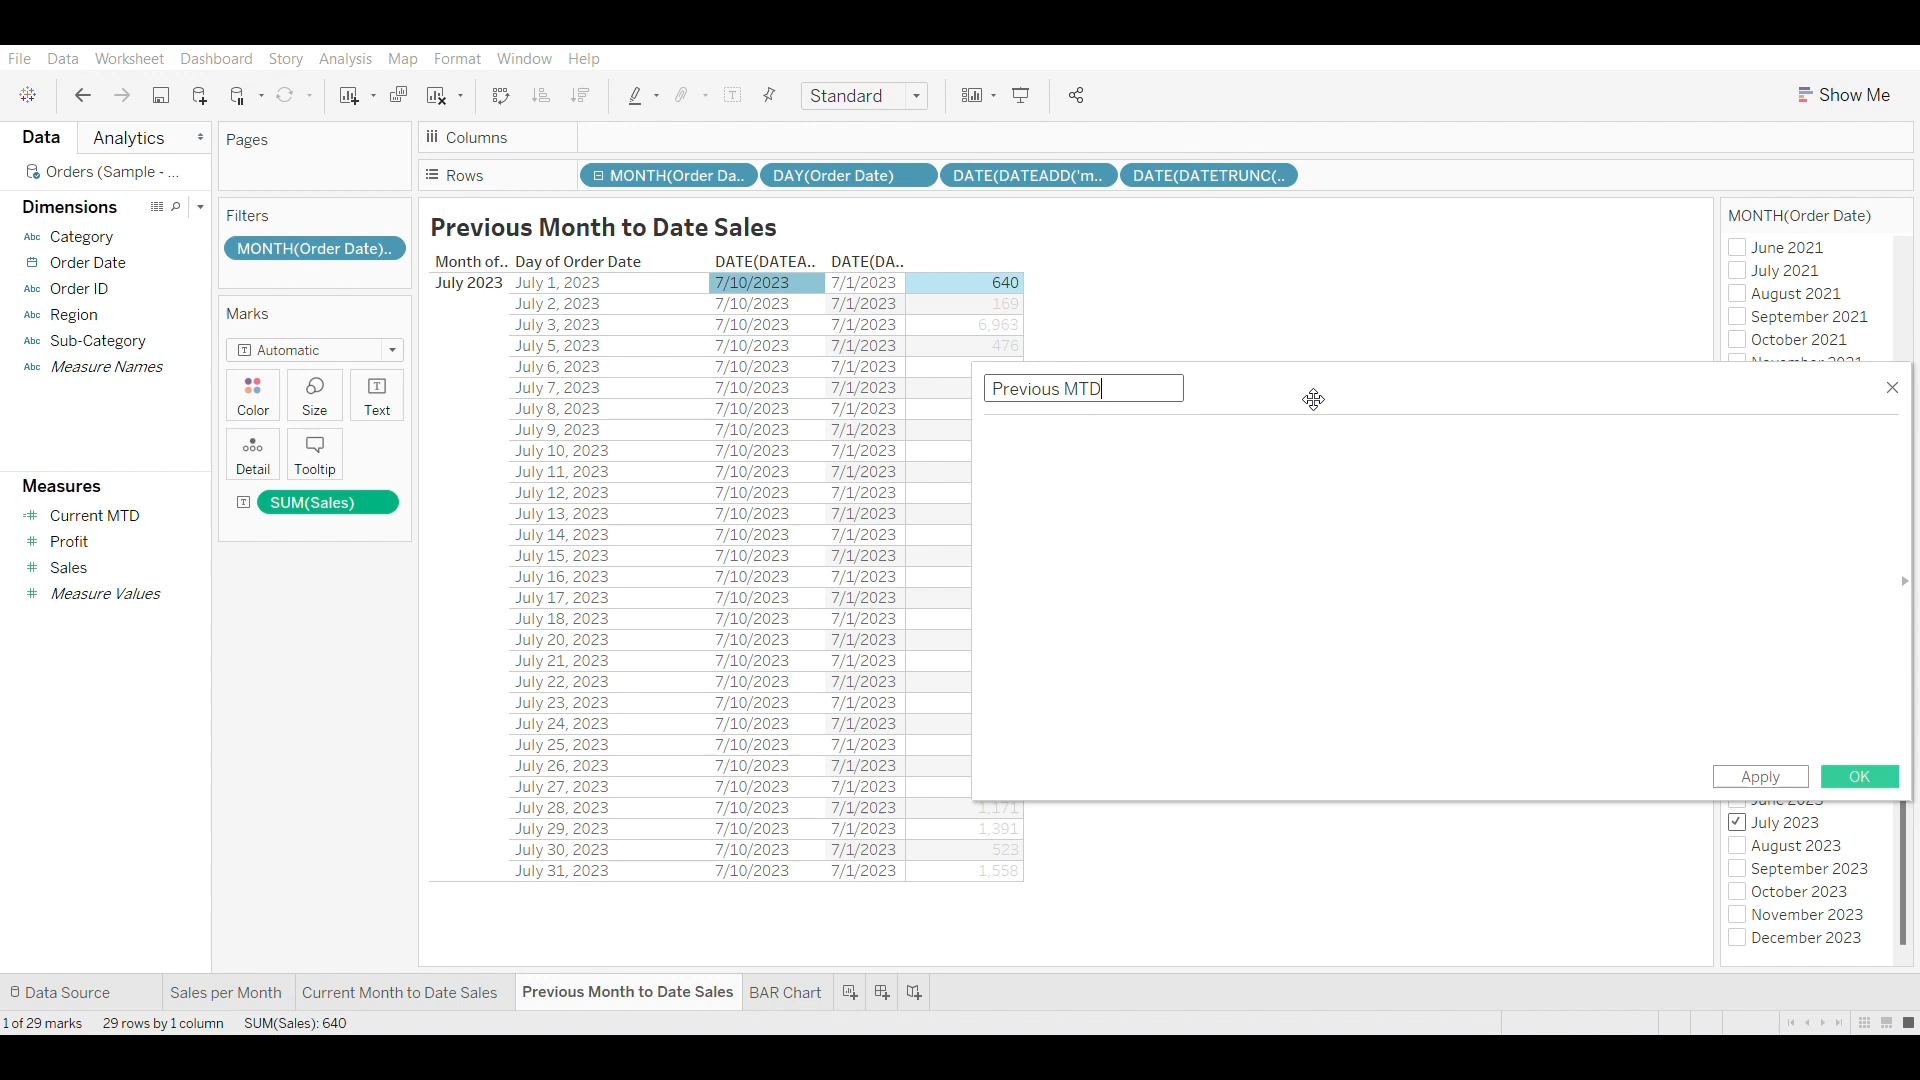 File Data Worksheet Dashboard Story Analysis Map Format Window Help
Standard
Show Me
Data Analytics
Orders (Sample - ...
Dimensions
Abc Category
Order Date
Abc Order ID
Abc Region
Abc Sub-Category
Abc Measure Names
Measures
Current MTD
Profit
Sales
Measure Values
Pages
Filters
MONTH(Order Date)..
Marks
Automatic
Color Size Text
Detail Tooltip
SUM(Sales)
Columns
Rows MONTH(Order Da.. DAY(Order Date) DATE(DATEADD('m.. DATE(DATETRUNC(..
Previous Month to Date Sales
Month of.. Day of Order Date DATE(DATEA.. DATE(DA..
July 2023 July 1, 2023 7/10/2023 7/1/2023 640
July 2, 2023 7/10/2023 7/1/2023 169
July 3, 2023 7/10/2023 7/1/2023 6,963
July 5, 2023 7/10/2023 7/1/2023 476
July 6, 2023 7/10/2023 7/1/2023
July 7, 2023 7/10/2023 7/1/2023
July 8, 2023 7/10/2023 7/1/2023
July 9, 2023 7/10/2023 7/1/2023
July 10, 2023 7/10/2023 7/1/2023
July 11, 2023 7/10/2023 7/1/2023
July 12, 2023 7/10/2023 7/1/2023
July 13, 2023 7/10/2023 7/1/2023
July 14, 2023 7/10/2023 7/1/2023
July 15, 2023 7/10/2023 7/1/2023
July 16, 2023 7/10/2023 7/1/2023
July 17, 2023 7/10/2023 7/1/2023
July 18, 2023 7/10/2023 7/1/2023
July 20, 2023 7/10/2023 7/1/2023
July 21, 2023 7/10/2023 7/1/2023
July 22, 2023 7/10/2023 7/1/2023
July 23, 2023 7/10/2023 7/1/2023
July 24, 2023 7/10/2023 7/1/2023
July 25, 2023 7/10/2023 7/1/2023
July 26, 2023 7/10/2023 7/1/2023
July 27, 2023 7/10/2023 7/1/2023
July 28, 2023 7/10/2023 7/1/2023 1,171
July 29, 2023 7/10/2023 7/1/2023 1,391
July 30, 2023 7/10/2023 7/1/2023 523
July 31, 2023 7/10/2023 7/1/2023 1,558
Previous MTD
Apply OK
MONTH(Order Date)
June 2021
July 2021
August 2021
September 2021
October 2021
November 2021
June 2023
July 2023
August 2023
September 2023
October 2023
November 2023
December 2023
Data Source Sales per Month Current Month to Date Sales Previous Month to Date Sales BAR Chart
1 of 29 marks 29 rows by 1 column SUM(Sales): 640